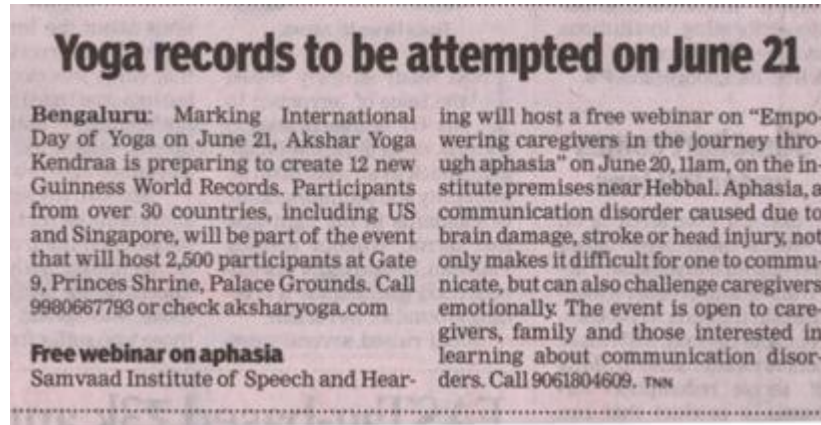 Yoga records to be attempted on June 21
Bengaluru: Marking International
Day of Yoga on June 21, Akshar Yoga
Kendraa is preparing to create 12 new
Guinness World Records. Participants
from over 30 countries, including US
and Singapore, will be part of the event
that will host 2,500 participants at Gate
9, Princes Shrine, Palace Grounds. Call
9980667793 or check aksharyoga.com
Free webinar on aphasia
Samvaad Institute of Speech and Hear-
ing will host a free webinar on “Empo-
wering caregivers in the journey thro-
ugh aphasia” on June 20, 11am, on the in-
stitute premises near Hebbal. Aphasia, a
communication disorder caused due to
brain damage, stroke or head injury, not
only makes it difficult for one to commu-
nicate, but can also challenge caregivers
emotionally. The event is open to care-
givers, family and those interested in
learning about communication disor-
ders. Call 9061804609. TNN